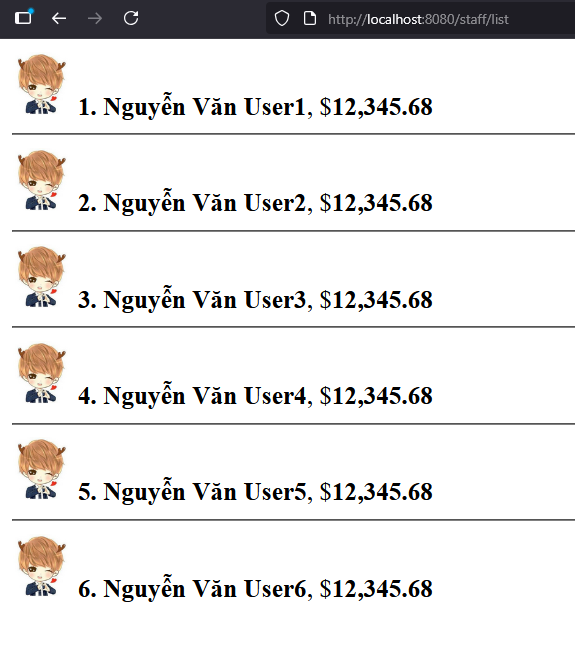 http://localhost:8080/staff/list
1. Nguyễn Văn User1, $12,345.68
2. Nguyễn Văn User2, $12,345.68
3. Nguyễn Văn User3, $12,345.68
4. Nguyễn Văn User4, $12,345.68
5. Nguyễn Văn User5, $12,345.68
6. Nguyễn Văn User6, $12,345.68